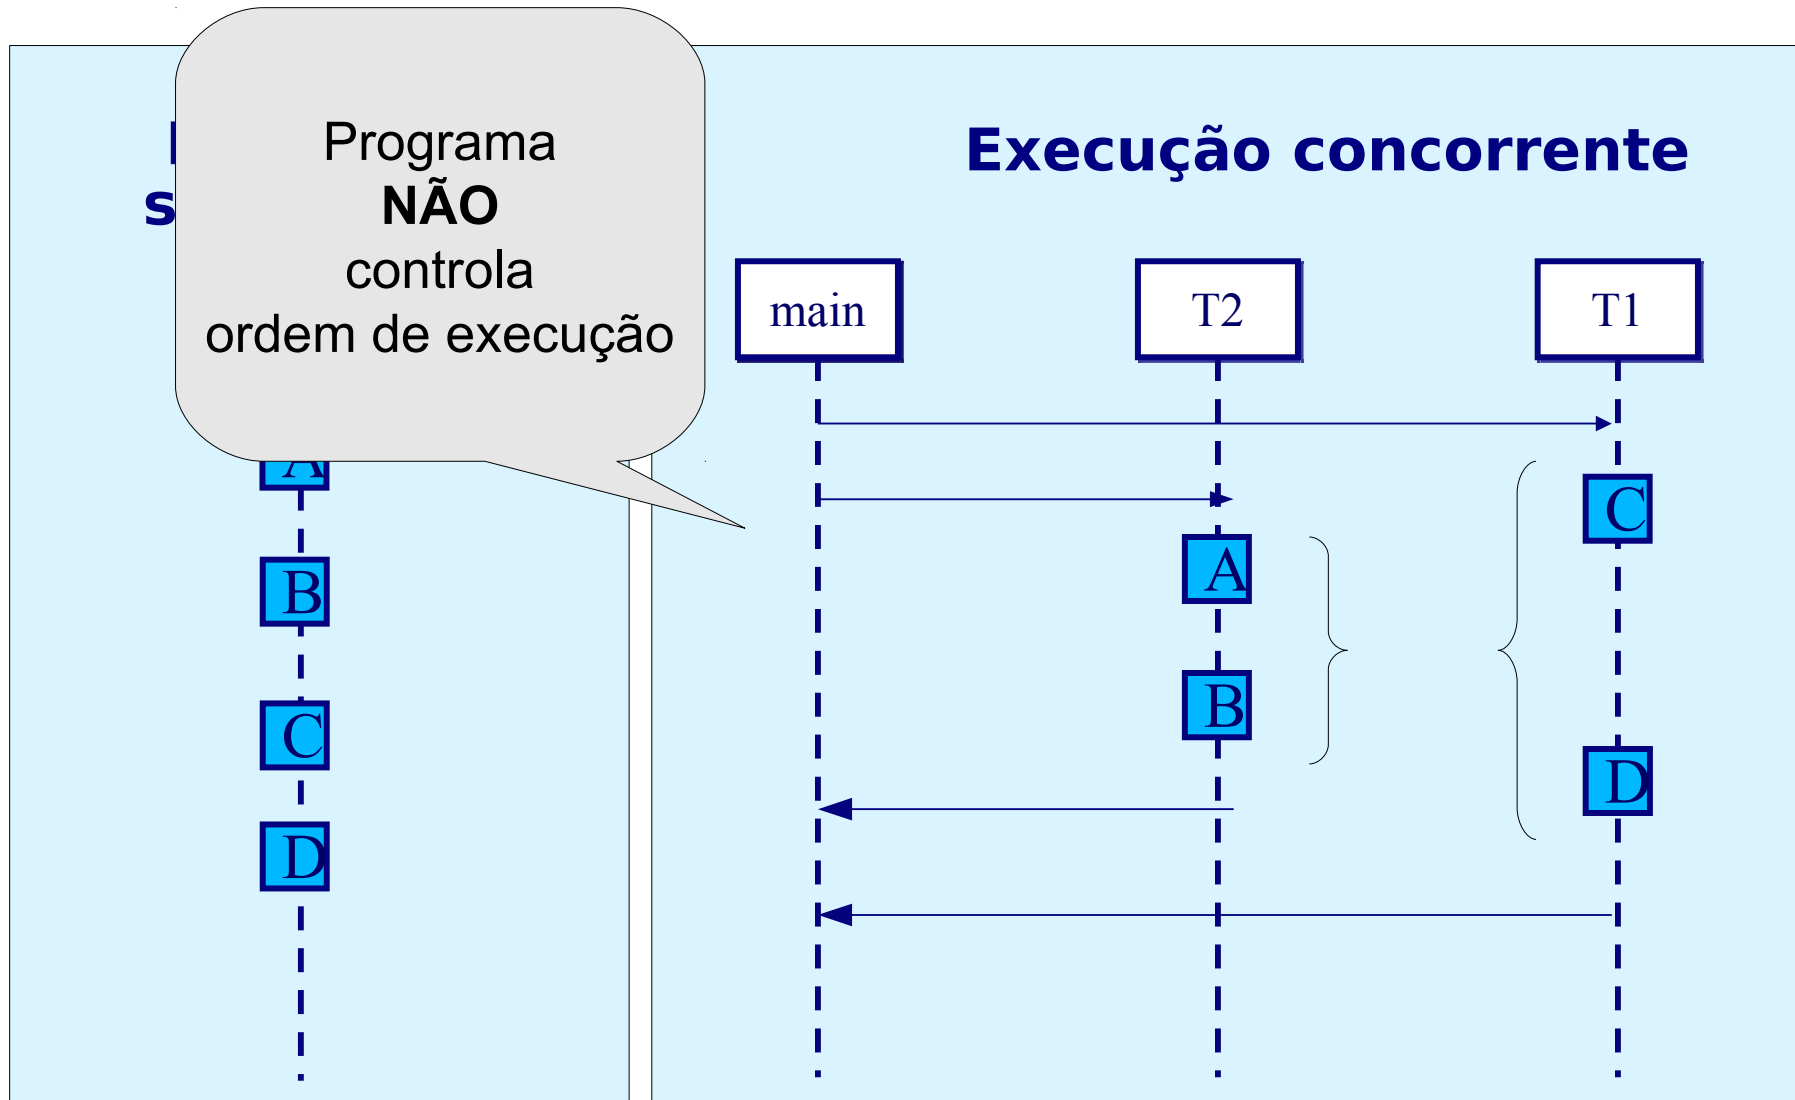 Programa
NÃO
controla
ordem de execução
Execução concorrente
main
T2
T1
A
B
C
D
C
A
B
D